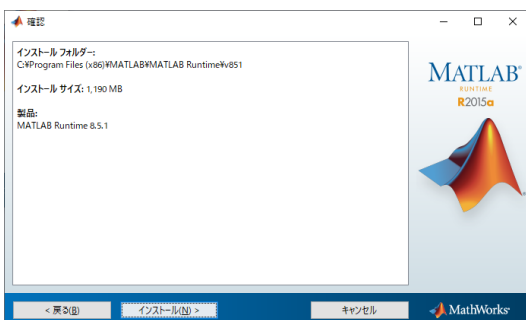 確認
インストール フォルダー:
C:¥Program Files (x86)¥MATLAB¥MATLAB Runtime¥v851
インストール サイズ: 1,190 MB
製品:
MATLAB Runtime 8.5.1
MATLAB®
RUNTIME
R2015a
< 戻る(B)
インストール(N) >
キャンセル
MathWorks®